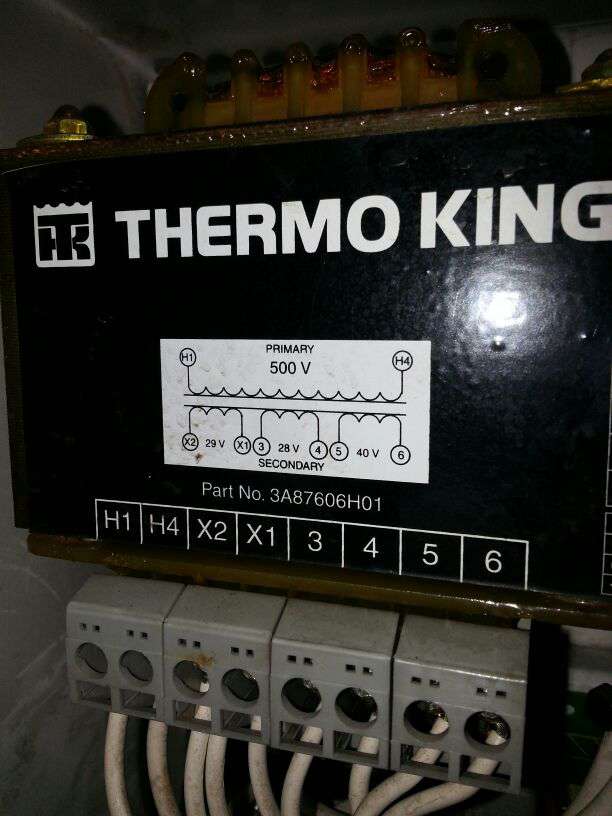 TK THERMO KING
PRIMARY
H1 500 V H4
X2 29 V X1 3 28 V 4 5 40 V 6
SECONDARY
Part No. 3A87606H01
H1 H4 X2 X1 3 4 5 6